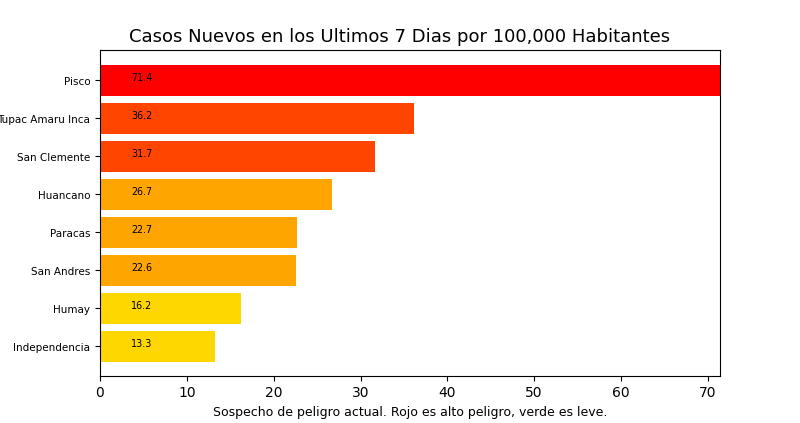 Casos Nuevos en los Ultimos 7 Dias por 100,000 Habitantes
Pisco 71.4
Tupac Amaru Inca 36.2
San Clemente 31.7
Huancano 26.7
Paracas 22.7
San Andres 22.6
Humay 16.2
Independencia 13.3
0 10 20 30 40 50 60 70
Sospecho de peligro actual. Rojo es alto peligro, verde es leve.